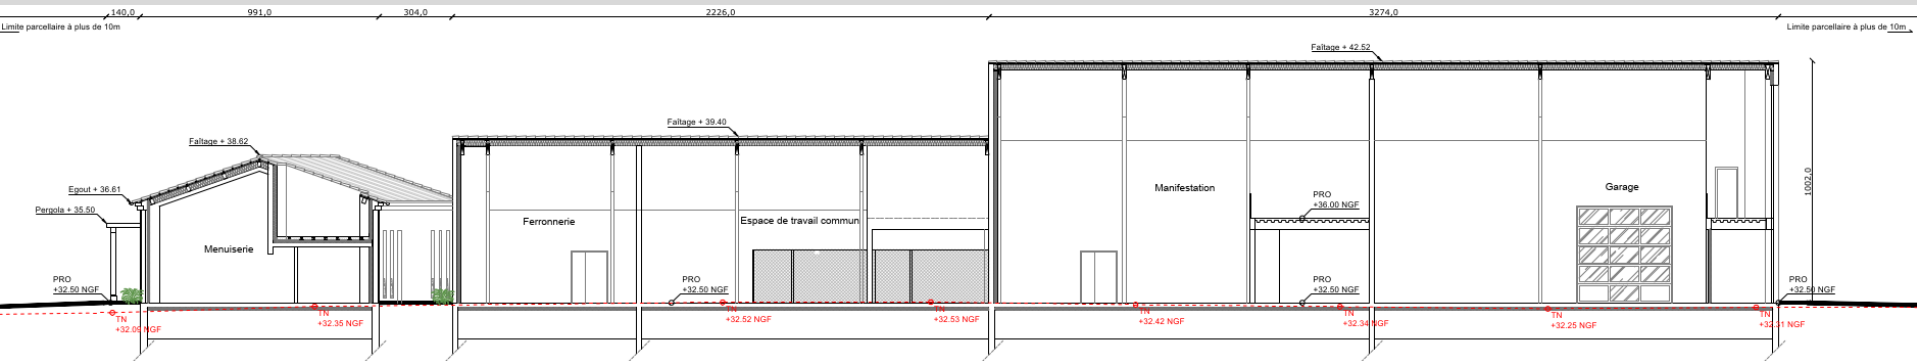 140,0
991,0
304,0
2226,0
3274,0
Limite parcellaire à plus de 10m
Limite parcellaire à plus de 10m
Faîtage + 42.52
Faîtage + 39.40
Faîtage + 38.62
Egout + 36.61
Pergola + 35.50
Menuiserie
Ferronnerie
Espace de travail commun
Manifestation
Garage
1002,0
PRO
+36.00 NGF
PRO
+32.50 NGF
PRO
+32.50 NGF
PRO
+32.50 NGF
PRO
+32.50 NGF
TN
+32.09 NGF
TN
+32.35 NGF
TN
+32.52 NGF
TN
+32.53 NGF
TN
+32.42 NGF
TN
+32.34 NGF
TN
+32.25 NGF
TN
+32.31 NGF